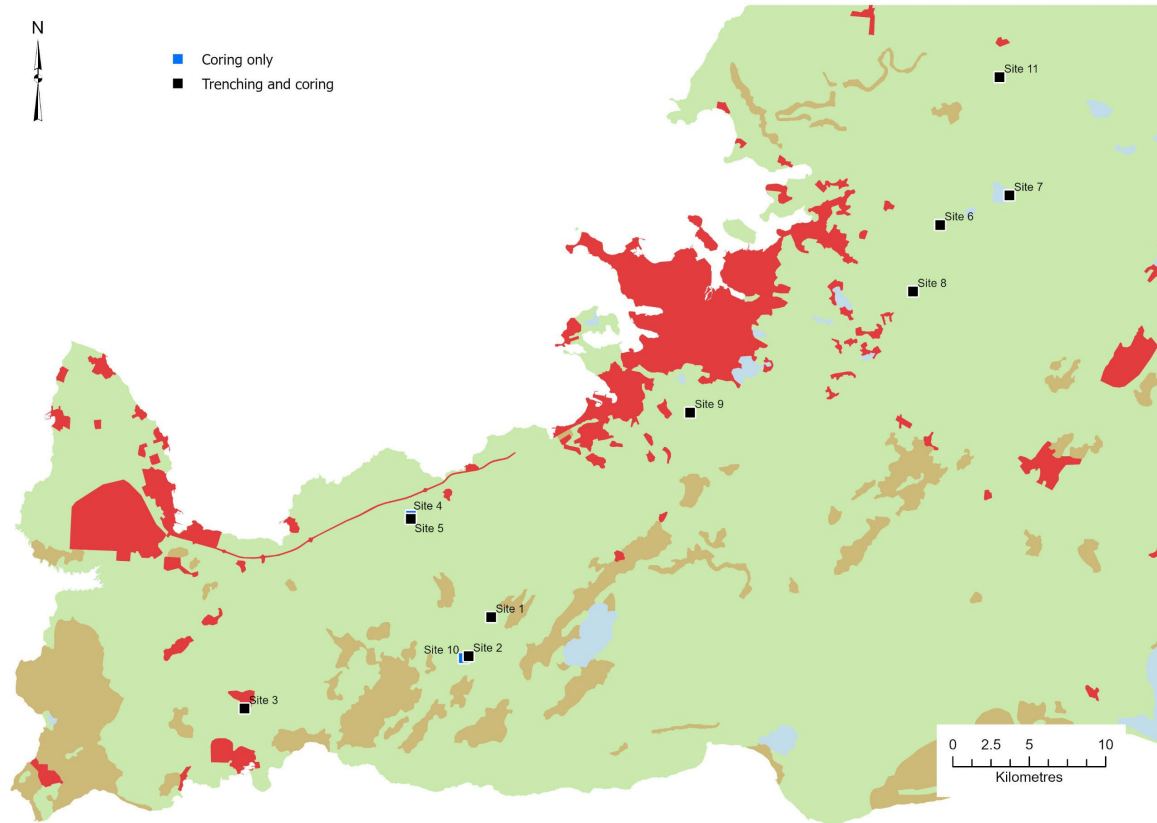 N
Coring only
Trenching and coring
Site 11
Site 7
Site 6
Site 8
Site 9
Site 4
Site 5
Site 1
Site 10
Site 2
Site 3
0 2.5 5 10
Kilometres